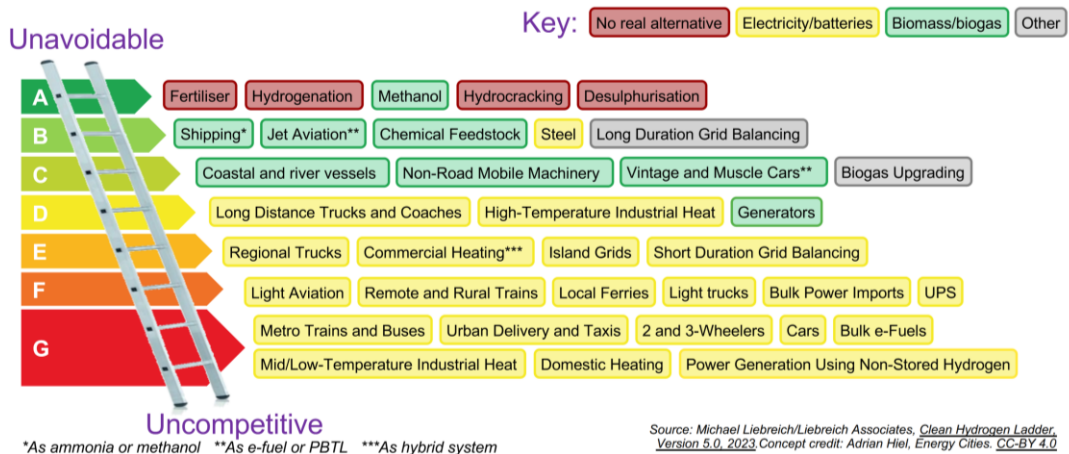 Key: No real alternative Electricity/batteries Biomass/biogas Other
Unavoidable
A Fertiliser Hydrogenation Methanol Hydrocracking Desulphurisation
B Shipping* Jet Aviation** Chemical Feedstock Steel Long Duration Grid Balancing
C Coastal and river vessels Non-Road Mobile Machinery Vintage and Muscle Cars** Biogas Upgrading
D Long Distance Trucks and Coaches High-Temperature Industrial Heat Generators
E Regional Trucks Commercial Heating*** Island Grids Short Duration Grid Balancing
F Light Aviation Remote and Rural Trains Local Ferries Light trucks Bulk Power Imports UPS
G Metro Trains and Buses Urban Delivery and Taxis 2 and 3-Wheelers Cars Bulk e-Fuels
Mid/Low-Temperature Industrial Heat Domestic Heating Power Generation Using Non-Stored Hydrogen
Uncompetitive
*As ammonia or methanol **As e-fuel or PBTL ***As hybrid system
Source: Michael Liebreich/Liebreich Associates, Clean Hydrogen Ladder,
Version 5.0, 2023.Concept credit: Adrian Hiel, Energy Cities. CC-BY 4.0